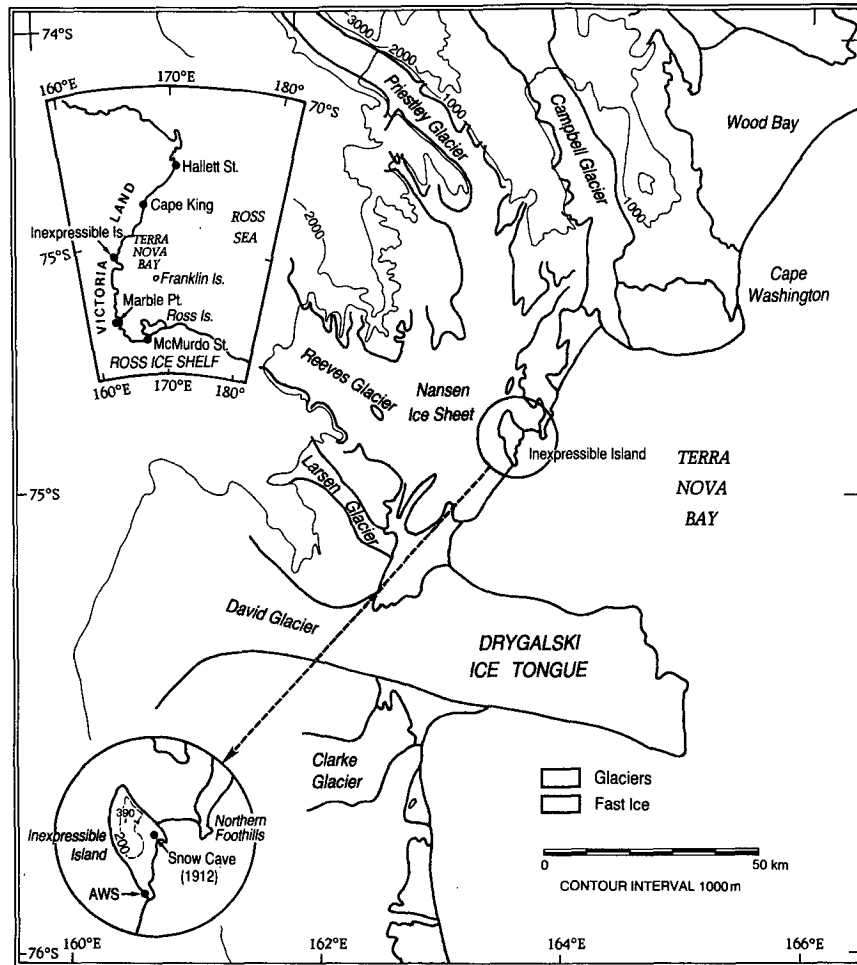 74°S
3000
2000
1000
Priestley Glacier
Campbell Glacier
1000
Wood Bay
160°E
170°E
180°
70°S
Hallett St.
Cape King
VICTORIA LAND
ROSS
SEA
Inexpressible Is.
TERRA
NOVA
BAY
75°S
Franklin Is.
Marble Pt.
Ross Is.
McMurdo St.
ROSS ICE SHELF
160°E
170°E
180°
2000
Cape
Washington
Reeves Glacier
Nansen
Ice Sheet
Inexpressible Island
TERRA
NOVA
BAY
75°S
Larsen Glacier
David Glacier
DRYGALSKI
ICE TONGUE
Clarke
Glacier
Glaciers
Fast Ice
0
50 km
CONTOUR INTERVAL 1000 m
390
200
Inexpressible
Island
Northern
Foothills
Snow Cave
(1912)
AWS
76°S
160°E
162°E
164°E
166°E